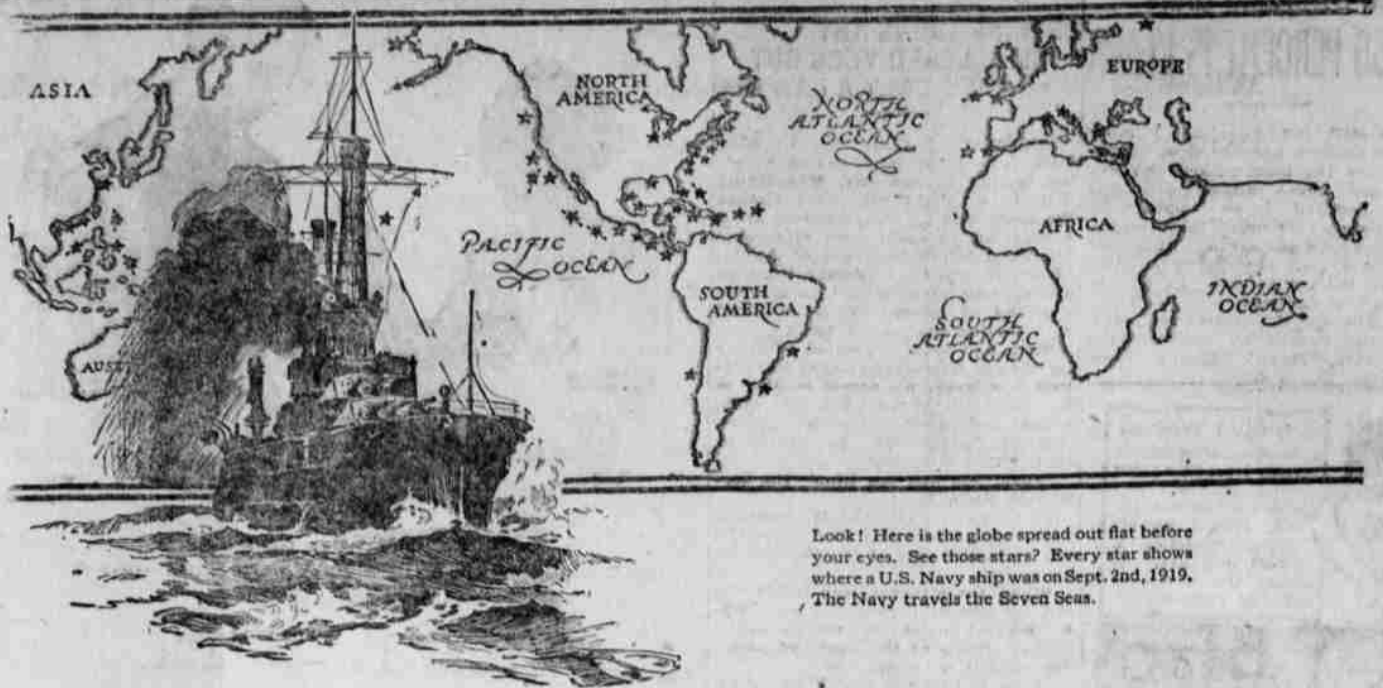 ASIA
NORTH
AMERICA
NORTH
ATLANTIC
OCEAN
EUROPE
PACIFIC
OCEAN
AFRICA
SOUTH
AMERICA
SOUTH
ATLANTIC
OCEAN
INDIAN
OCEAN
AUST
Look! Here is the globe spread out flat before
your eyes. See those stars? Every star shows
where a U.S. Navy ship was on Sept. 2nd, 1919.
The Navy travels the Seven Seas.